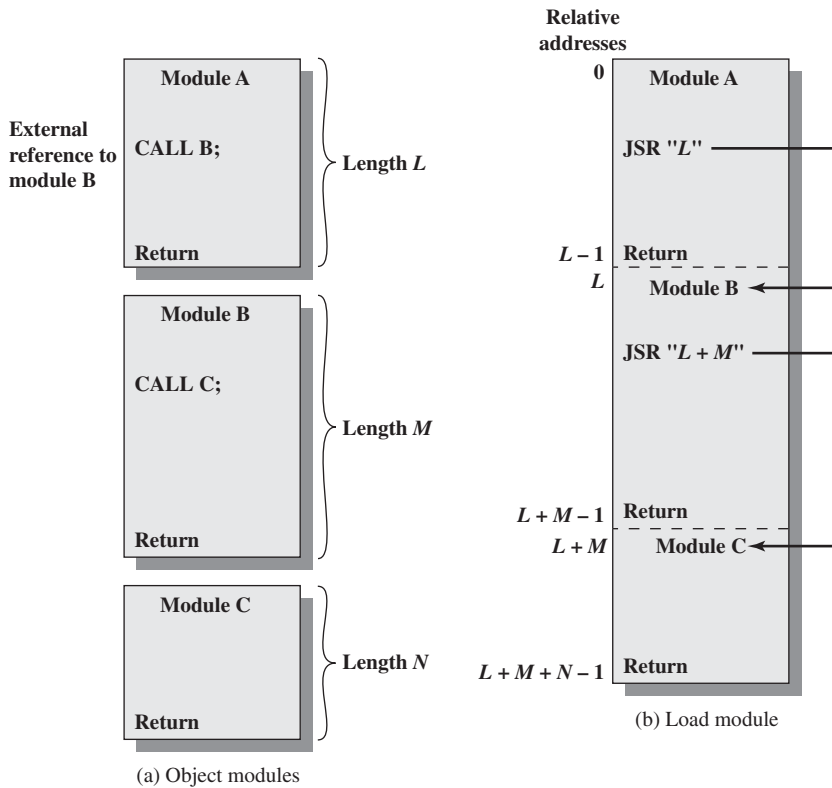 Module A
External
reference to
module B
CALL B;
Length L
Return
Module B
CALL C;
Length M
Return
Module C
Length N
Return
(a) Object modules
Relative
addresses
0
Module A
JSR "L"
L – 1
Return
L
Module B
JSR "L + M"
L + M – 1
Return
L + M
Module C
L + M + N – 1
Return
(b) Load module